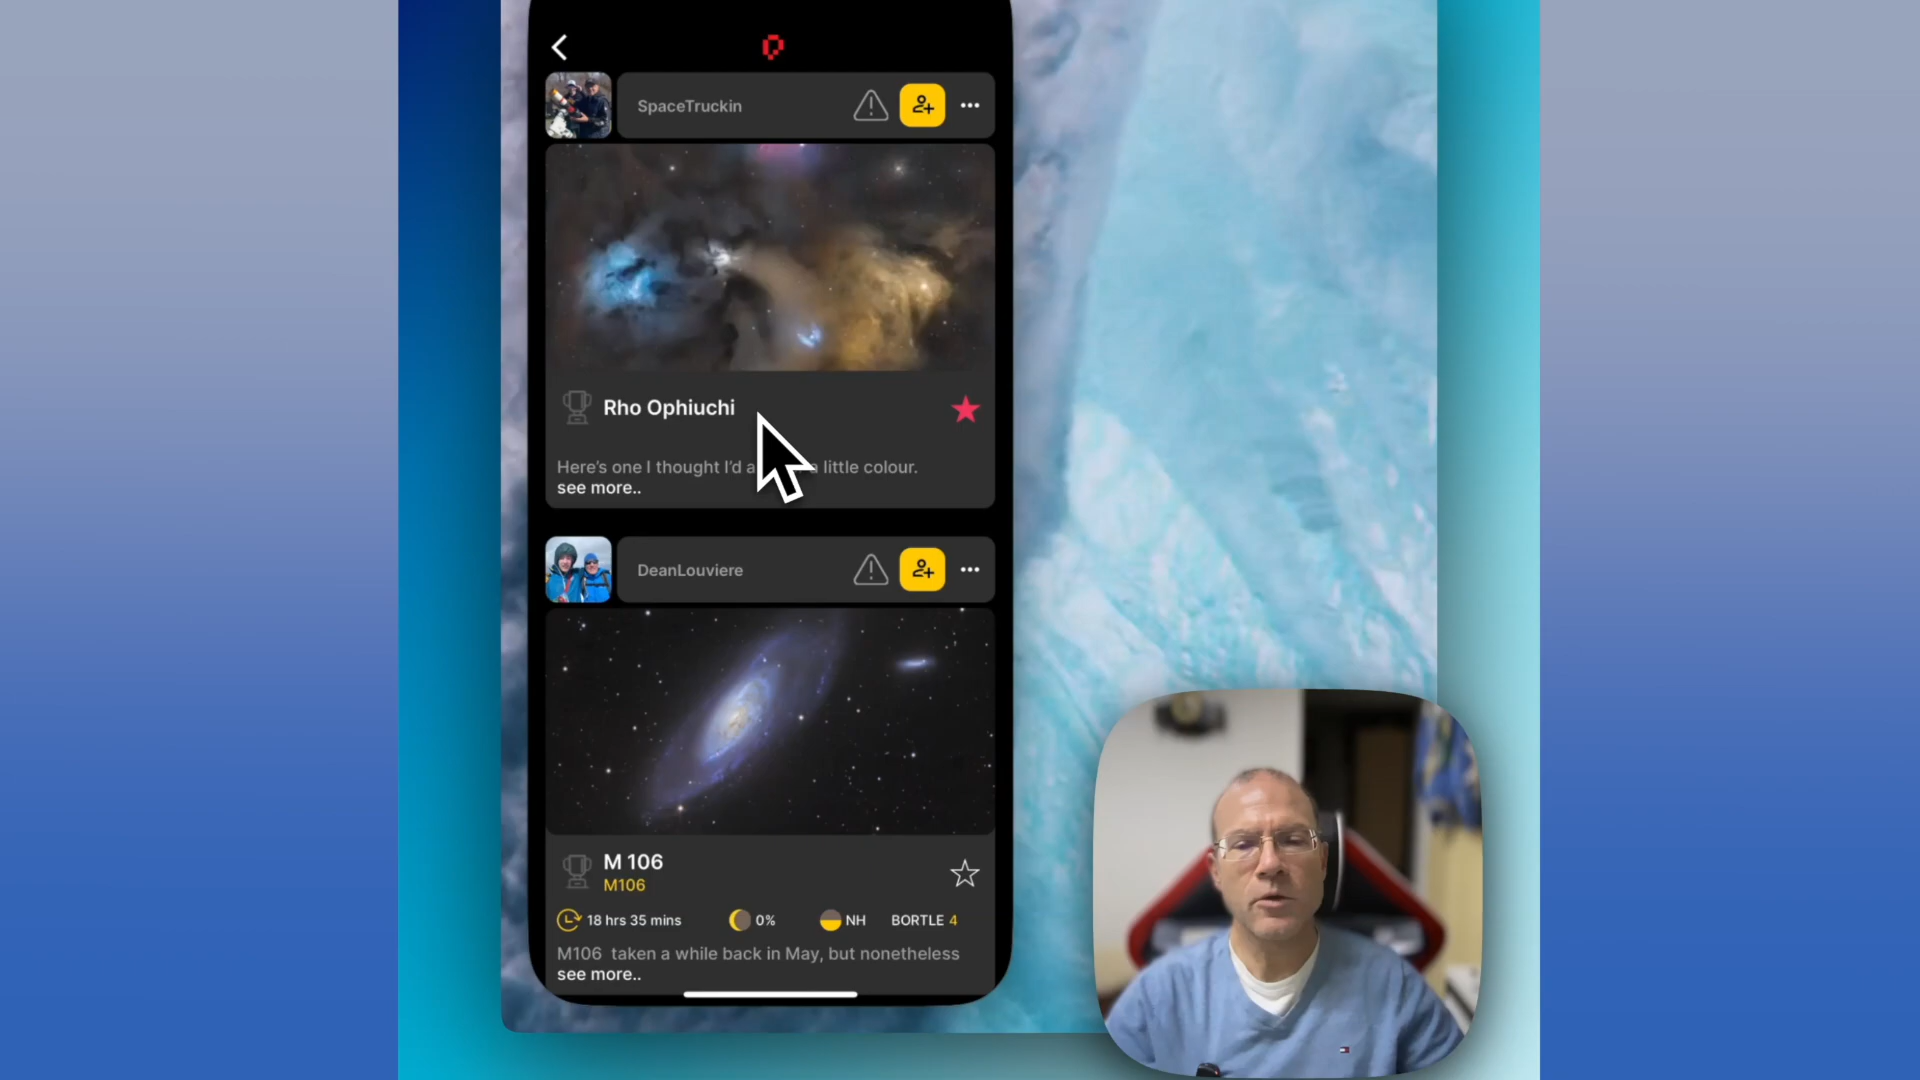 SpaceTruckin
Rho Ophiuchi
Here's one I thought I'd a little colour.
see more..
DeanLouviere
M 106
M106
18 hrs 35 mins 0% NH BORTLE 4
M106 taken a while back in May, but nonetheless
see more..